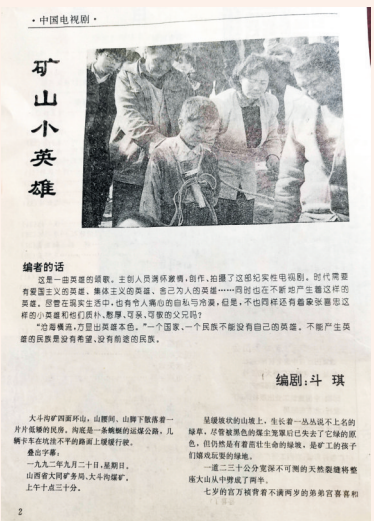 ·中国电视剧·
矿山小英雄
编者的话
这是一曲英雄的颂歌。主创人员满怀激情,创作、拍摄了这部纪实性电视剧。时代需要
有爱国主义的英雄、集体主义的英雄、舍己为人的英雄……同时也在不断地产生着这样的
英雄。尽管在现实生活中,也有令人痛心的自私与冷漠,但是,不也同样还有着象张喜忠这
样的小英雄和他们质朴、憨厚、可亲、可敬的父兄吗?
“沧海横流,方显出英雄本色。”一个国家、一个民族不能没有自己的英雄。不能产生英
雄的民族是没有希望、没有前途的民族。
编剧:斗 琪
大斗沟矿四面环山,山腰间、山脚下散落着一
片片低矮的民房。沟底是一条蜿蜒的运煤公路,几
辆卡车在坑洼不平的路面上缓缓行驶。
叠出字幕:
一九九二年九月二十日,星期日。
山西省大同矿务局、大斗沟煤矿。
上午十点三十分。
呈缓坡状的山坡上,生长着一丛丛说不上名的
绿草。尽管被黑色的煤尘笼罩后已失去了它绿的原
色,但仍然是有着茁壮生命的绿坡,是矿工的孩子们
嬉戏玩耍的绿地。
一道二三十公分宽深不可测的天然裂缝将整
座大山从中劈成了两半。
七岁的宫万祯背着不满两岁的弟弟宫喜喜和
2